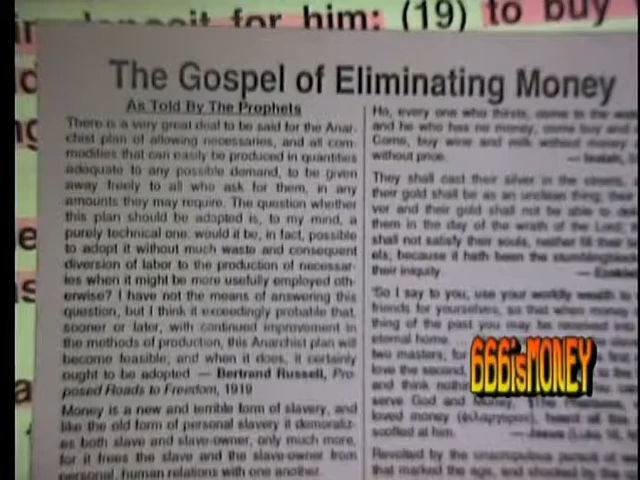 for him: (19) to buy
The Gospel of Eliminating Money
As Told By The Prophets
There is a very great deal to be said for the Anar-
chist plan of allowing necessaries, and all com-
modities that can easily be produced in quantities
adequate to any possible demand, to be given
away freely to all who ask for them, in any
amounts they may require. The question whether
this plan should be adopted is, to my mind, a
purely technical one: would it be, in fact, possible
to adopt it without much waste and consequent
diversion of labor to the production of necessar-
ies when it might be more usefully employed oth-
erwise? I have not the means of answering this
question, but I think it exceedingly probable that,
sooner or later, with continued improvement in
the methods of production, this Anarchist plan will
become feasible; and when it does, it certainly
ought to be adopted — Bertrand Russell, Pro-
posed Roads to Freedom, 1919
Money is a new and terrible form of slavery, and
like the old form of personal slavery it demoraliz-
es both slave and slave-owner, only much more,
for it frees the slave and the slave-owner from
personal, human relations with one another.
Ho, every one who thirsts, come to the
and he who has no money, come buy and
Come, buy wine and milk without money
without price.
They shall cast their silver in the streets,
their gold shall be as an unclean thing; their
ver and their gold shall not be able to
them in the day of the wrath of the Lord;
shall not satisfy their souls, neither fill their
els, because it hath been the stumblingblock
their iniquity.
"So I say to you, use your worldly wealth to
friends for yourselves, so that when money
thing of the past you may be welcomed into
eternal home.
two masters, for
love the second,
and think
serve God and Money.
loved money
scoffed at him. — Jesus (Luke 16,
Revolted by the unscrupulous pursuit of
that marked the age, and shocked by the
666isMONEY